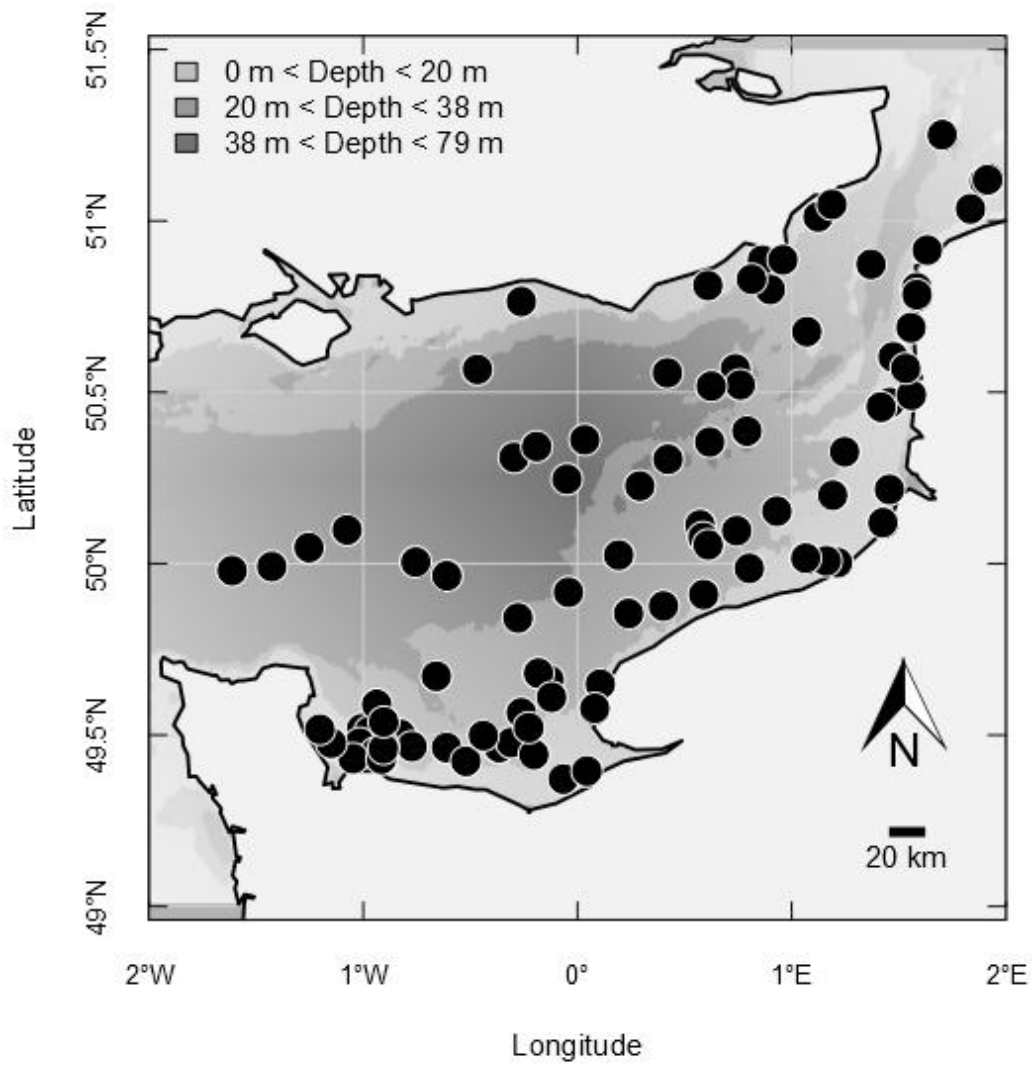 0 m < Depth < 20 m
20 m < Depth < 38 m
38 m < Depth < 79 m
51.5°N
51°N
50.5°N
50°N
49.5°N
49°N
Latitude
N
20 km
2°W
1°W
0°
1°E
2°E
Longitude